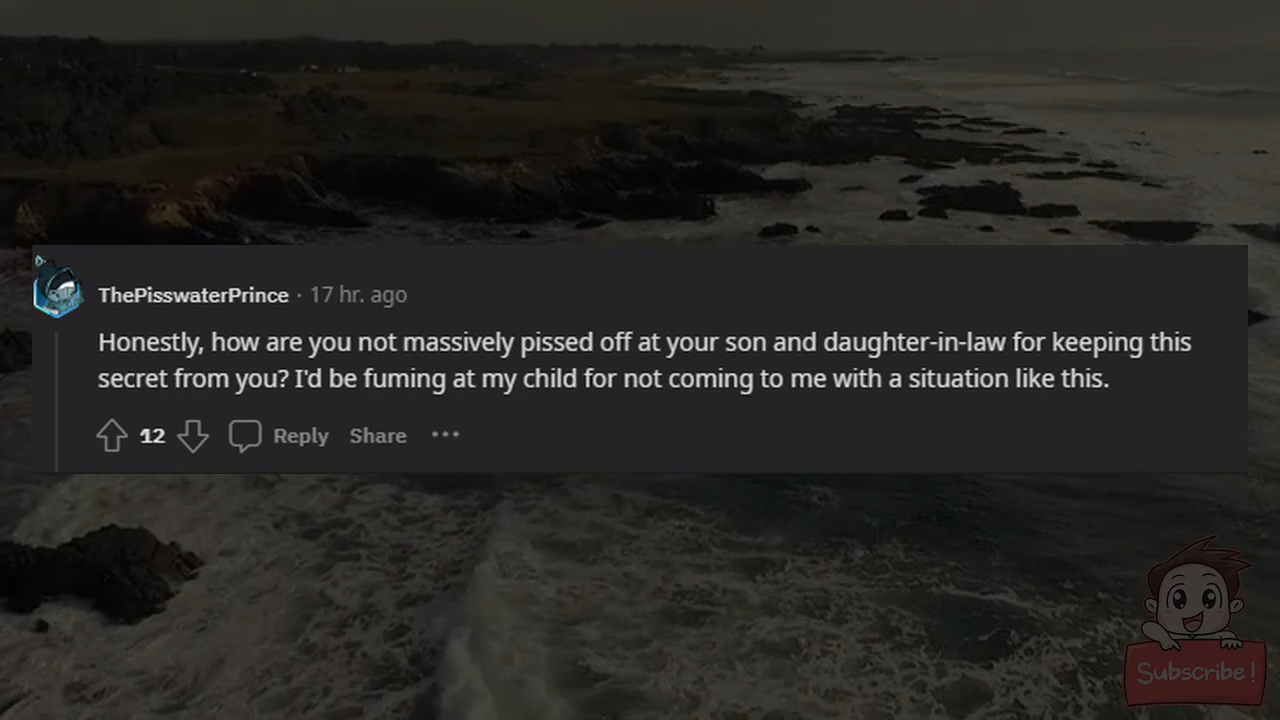 ThePisswaterPrince · 17 hr. ago
Honestly, how are you not massively pissed off at your son and daughter-in-law for keeping this
secret from you? I'd be fuming at my child for not coming to me with a situation like this.
12 Reply Share ···
Subscribe!